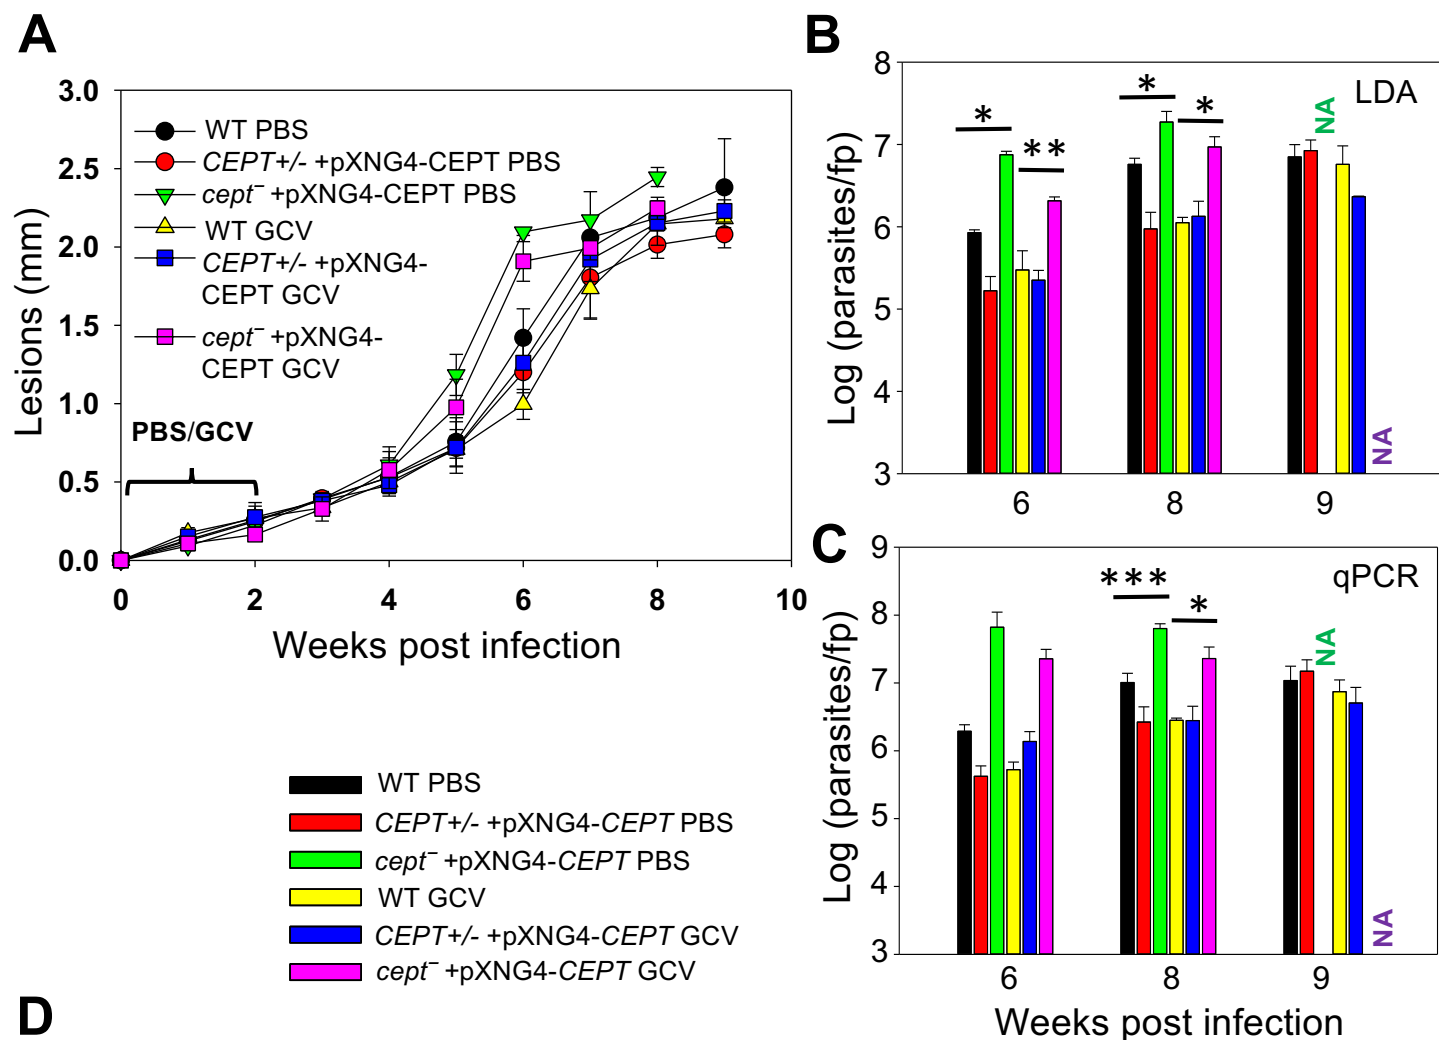 A
3.0
2.5
2.0
1.5
1.0
0.5
0.0
Lesions (mm)
WT PBS
CEPT+/- +pXNG4-CEPT PBS
cept⁻ +pXNG4-CEPT PBS
WT GCV
CEPT+/- +pXNG4-
CEPT GCV
cept⁻ +pXNG4-
CEPT GCV
PBS/GCV
0 2 4 6 8 10
Weeks post infection
B
8
7
6
5
4
3
Log (parasites/fp)
LDA
*
**
*
*
NA
NA
6 8 9
C
9
8
7
6
5
4
3
Log (parasites/fp)
qPCR
***
*
NA
NA
6 8 9
Weeks post infection
WT PBS
CEPT+/- +pXNG4-CEPT PBS
cept⁻ +pXNG4-CEPT PBS
WT GCV
CEPT+/- +pXNG4-CEPT GCV
cept⁻ +pXNG4-CEPT GCV
D